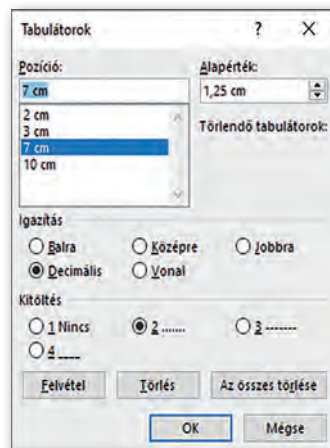 Tabulátorok ? X
Pozíció: Alapérték:
7 cm 1,25 cm
2 cm Törlendő tabulátorok:
3 cm
7 cm
10 cm
Igazítás
Balra Középre Jobbra
Decimális Vonal
Kitöltés
1 Nincs 2 ....... 3 -------
4 ____
Felvétel Törlés Az összes törlése
OK Mégse